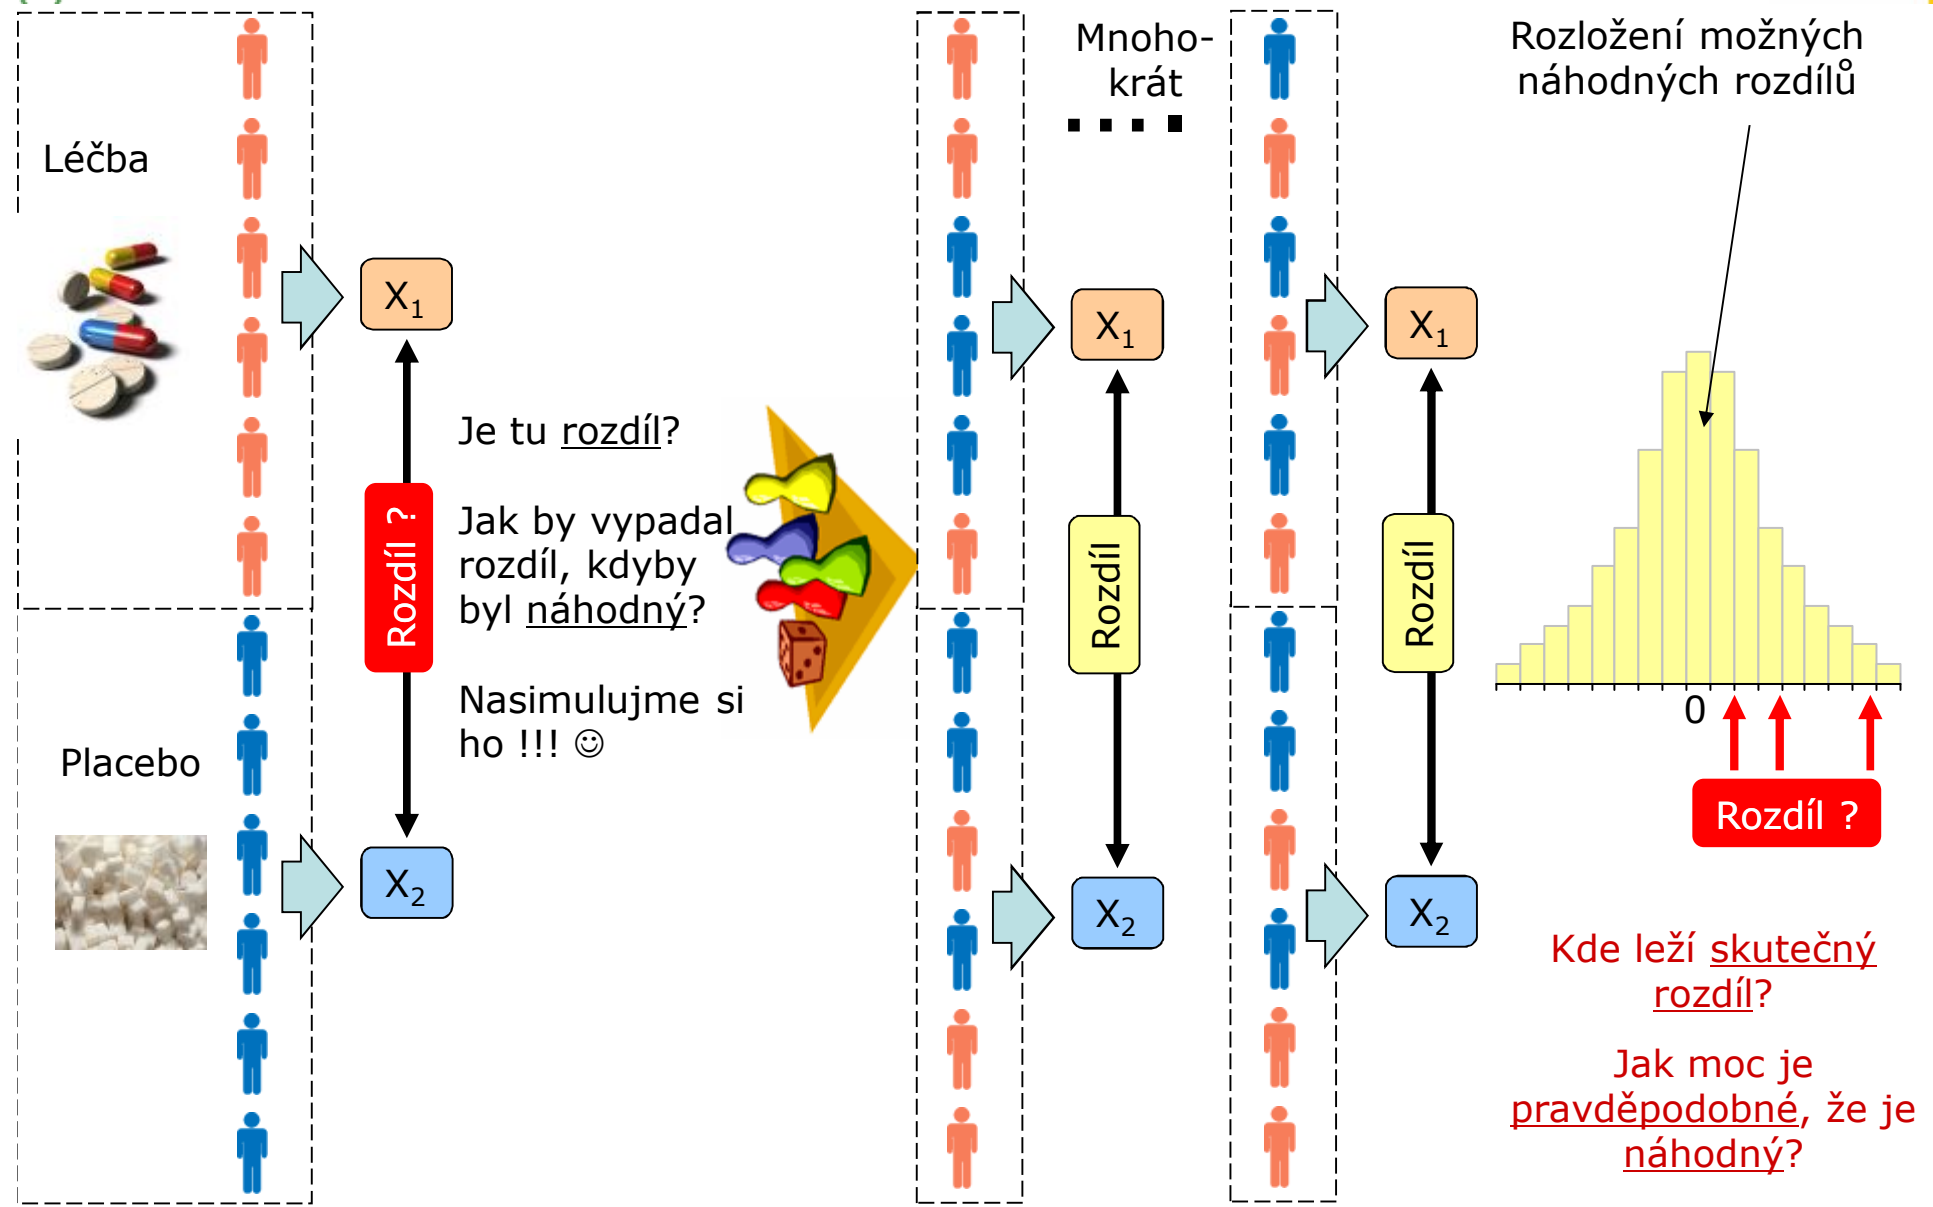 Léčba
X1
Rozdíl ?
Placebo
X2
Je tu rozdíl?
Jak by vypadal
rozdíl, kdyby
byl náhodný?
Nasimulujme si
ho !!! ☺
Mnoho-
krát
X1
Rozdíl
X2
X1
Rozdíl
X2
Rozložení možných
náhodných rozdílů
0
Rozdíl ?
Kde leží skutečný
rozdíl?
Jak moc je
pravděpodobné, že je
náhodný?